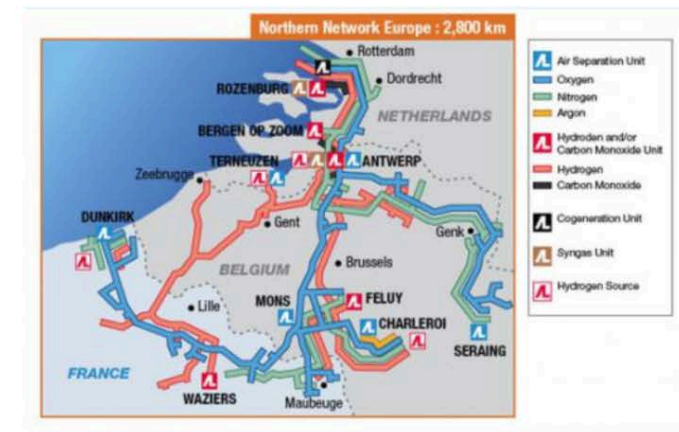 Northern Network Europe : 2,800 km
Rotterdam
Dordrecht
ROZENBURG
NETHERLANDS
BERGEN OP ZOOM
TERNEUZEN
ANTWERP
Zeebrugge
DUNKIRK
Gent
Genk
BELGIUM
Brussels
Lille
MONS
FELUY
CHARLEROI
SERAING
FRANCE
WAZIERS
Maubeuge
Air Separation Unit
Oxygen
Nitrogen
Argon
Hydroden and/or
Carbon Monoxide Unit
Hydrogen
Carbon Monoxide
Cogeneration Unit
Syngas Unit
Hydrogen Source